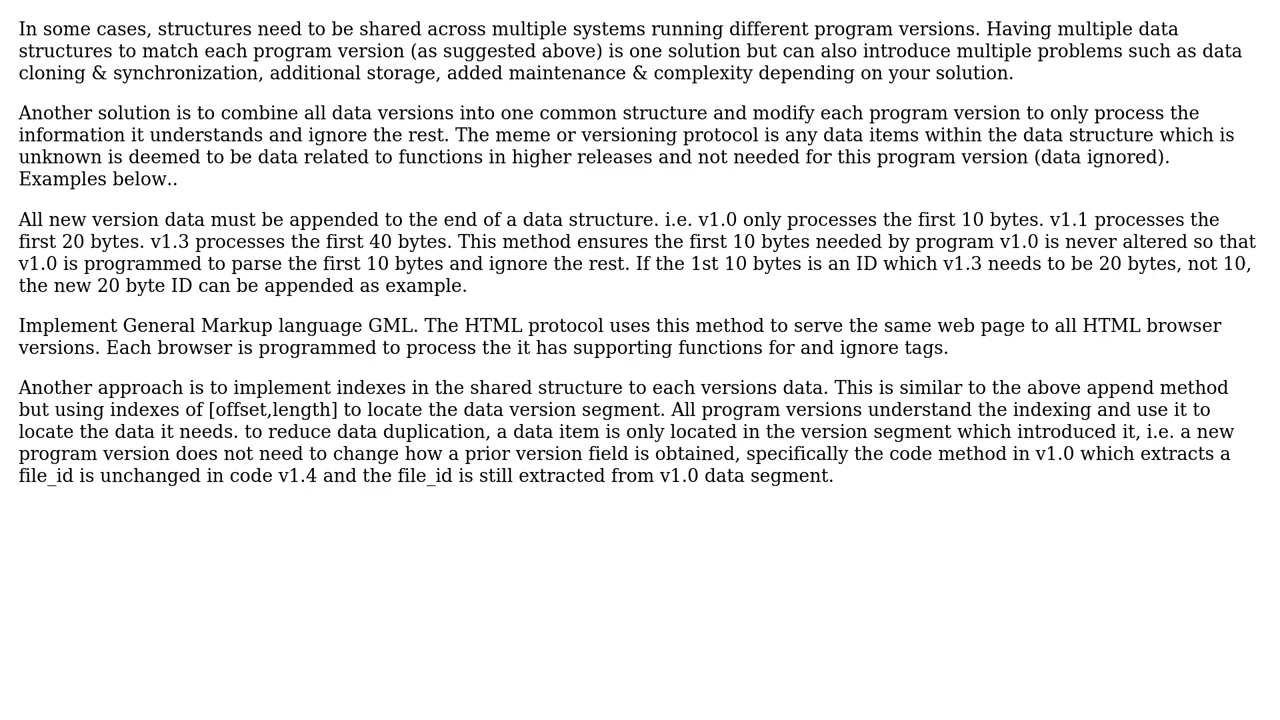 In some cases, structures need to be shared across multiple systems running different program versions. Having multiple data
structures to match each program version (as suggested above) is one solution but can also introduce multiple problems such as data
cloning & synchronization, additional storage, added maintenance & complexity depending on your solution.
Another solution is to combine all data versions into one common structure and modify each program version to only process the
information it understands and ignore the rest. The meme or versioning protocol is any data items within the data structure which is
unknown is deemed to be data related to functions in higher releases and not needed for this program version (data ignored).
Examples below..
All new version data must be appended to the end of a data structure. i.e. v1.0 only processes the first 10 bytes. v1.1 processes the
first 20 bytes. v1.3 processes the first 40 bytes. This method ensures the first 10 bytes needed by program v1.0 is never altered so that
v1.0 is programmed to parse the first 10 bytes and ignore the rest. If the 1st 10 bytes is an ID which v1.3 needs to be 20 bytes, not 10,
the new 20 byte ID can be appended as example.
Implement General Markup language GML. The HTML protocol uses this method to serve the same web page to all HTML browser
versions. Each browser is programmed to process the it has supporting functions for and ignore tags.
Another approach is to implement indexes in the shared structure to each versions data. This is similar to the above append method
but using indexes of [offset,length] to locate the data version segment. All program versions understand the indexing and use it to
locate the data it needs. to reduce data duplication, a data item is only located in the version segment which introduced it, i.e. a new
program version does not need to change how a prior version field is obtained, specifically the code method in v1.0 which extracts a
file_id is unchanged in code v1.4 and the file_id is still extracted from v1.0 data segment.